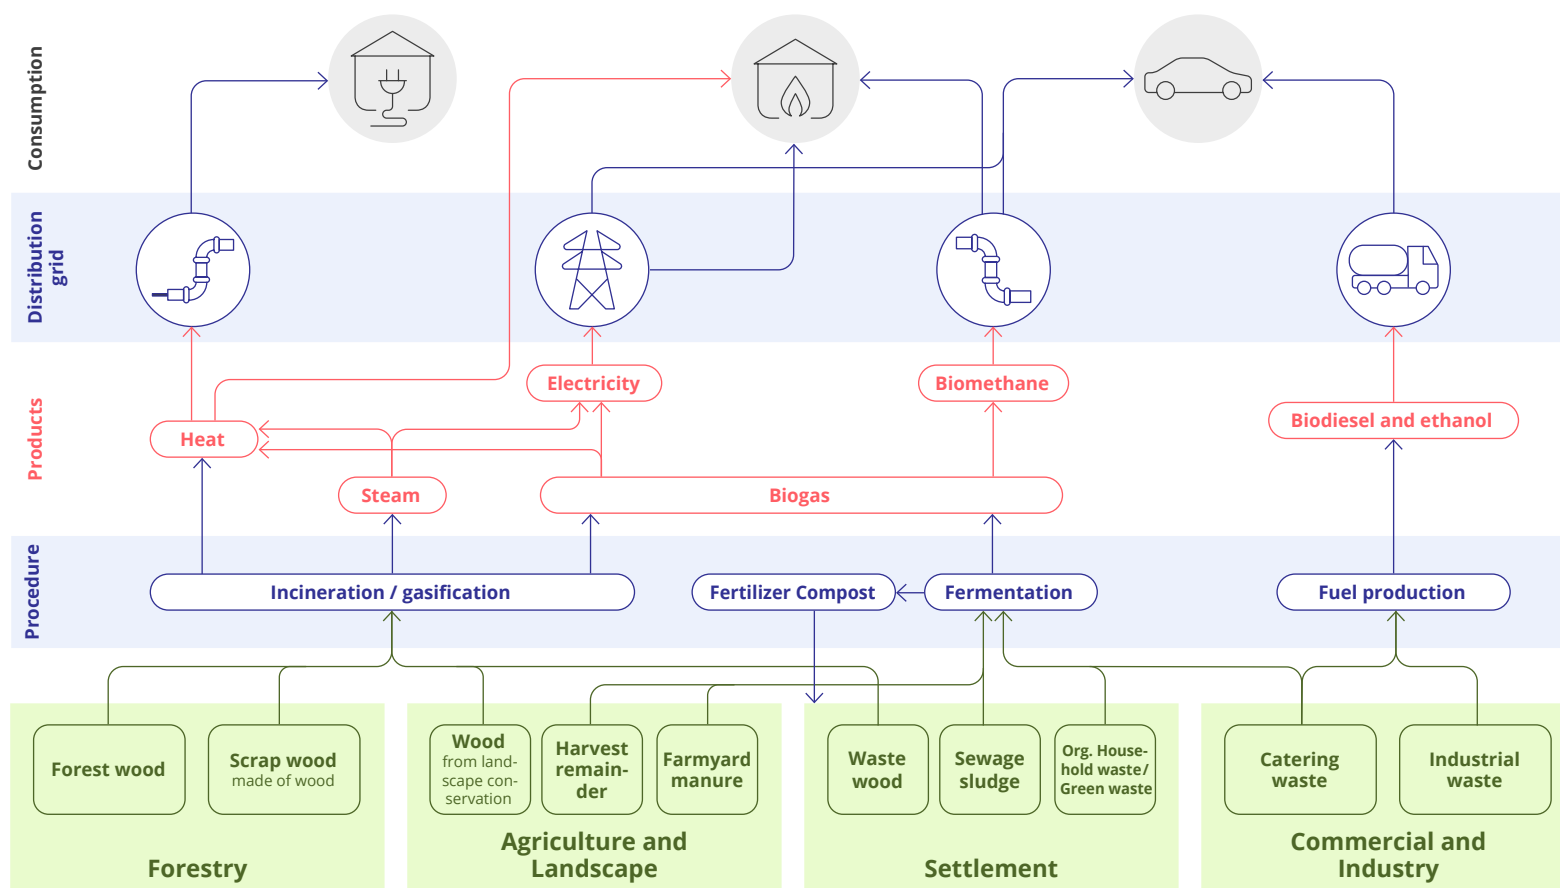 Consumption
Distribution
grid
Electricity
Biomethane
Products
Heat
Biodiesel and ethanol
Steam
Biogas
Procedure
Incineration / gasification
Fertilizer Compost
Fermentation
Fuel production
Forest wood
Scrap wood
made of wood
Wood
from land-
scape con-
servation
Harvest
remain-
der
Farmyard
manure
Waste
wood
Sewage
sludge
Org. House-
hold waste/
Green waste
Catering
waste
Industrial
waste
Forestry
Agriculture and
Landscape
Settlement
Commercial and
Industry